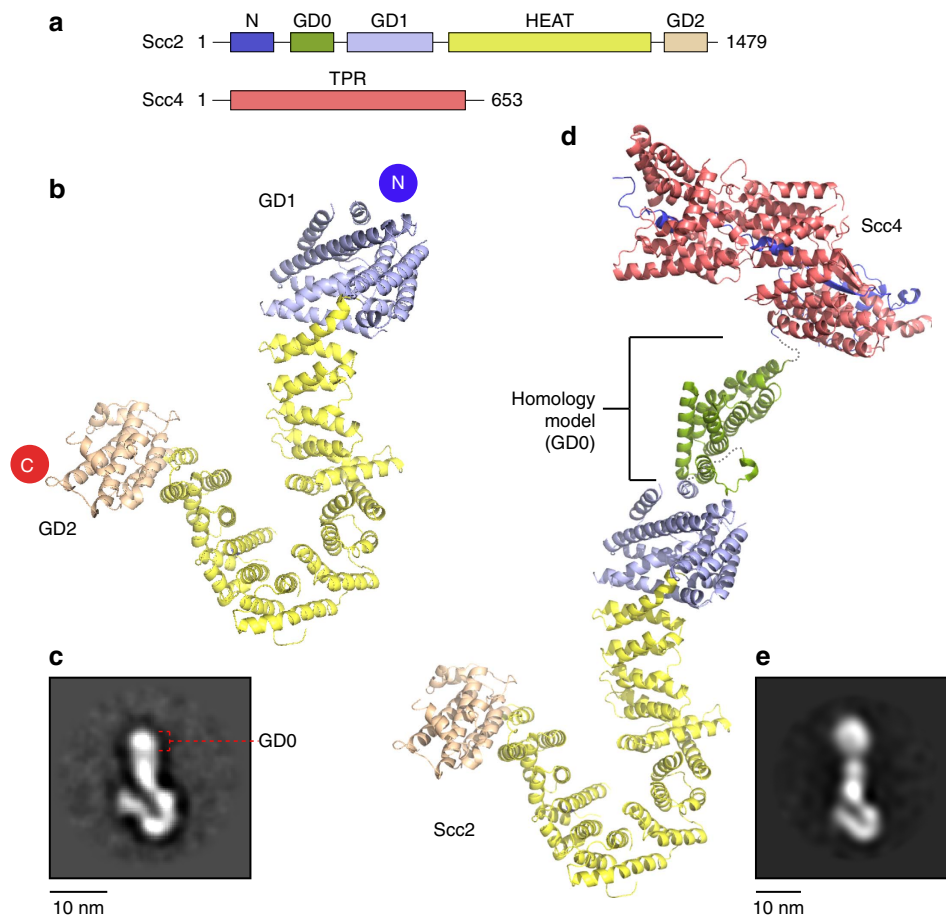 a
N GD0 GD1 HEAT GD2
Scc2 1 1479
TPR
Scc4 1 653
b
GD1
N
C
GD2
c
GD0
10 nm
d
Scc4
Homology
model
(GD0)
Scc2
e
10 nm